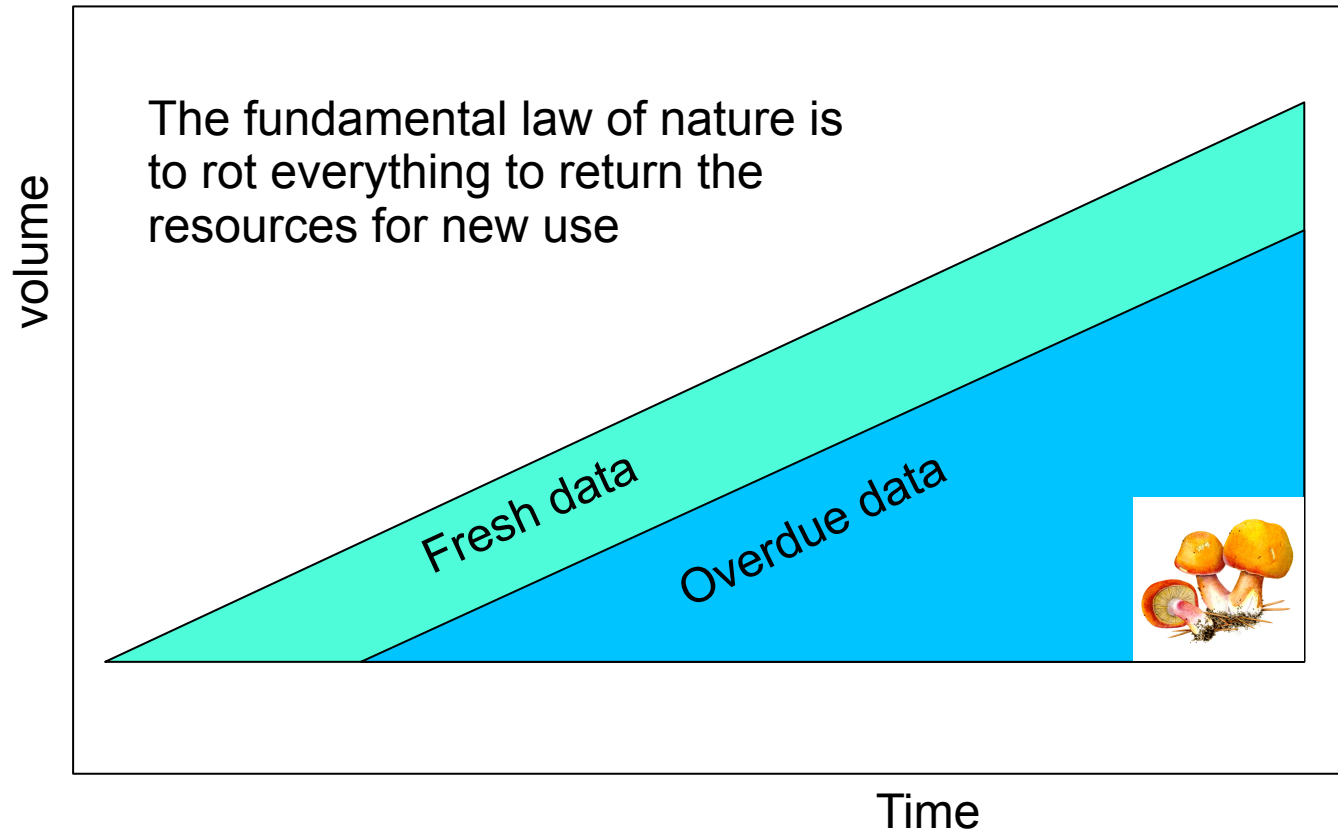 The fundamental law of nature is
to rot everything to return the
resources for new use
volume
Fresh data
Overdue data
Time